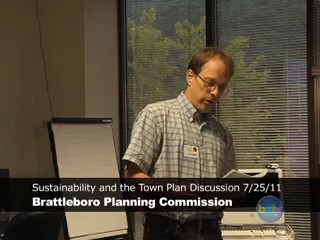 Sustainability and the Town Plan Discussion 7/25/11
Brattleboro Planning Commission